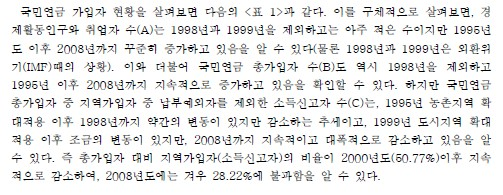 국민연금 가입자 현황을 살펴보면 다음의 <표 1>과 같다. 이를 구체적으로 살펴보면, 경
제활동인구와 취업자 수(A)는 1998년과 1999년을 제외하고는 아주 적은 수이지만 1995년
도 이후 2008년까지 꾸준히 증가하고 있음을 알 수 있다(물론 1998년과 1999년은 외환위
기(IMF)때의 상황). 이와 더불어 국민연금 총가입자 수(B)도 역시 1998년을 제외하고
1995년 이후 2008년까지 지속적으로 증가하고 있음을 확인할 수 있다. 하지만 국민연금
총가입자 중 지역가입자 중 납부예외자를 제외한 소득신고자 수(C)는, 1995년 농촌지역 확
대적용 이후 1998년까지 약간의 변동이 있지만 감소하는 추세이고, 1999년 도시지역 확대
적용 이후 조금의 변동이 있지만, 2008년까지 지속적이고 대폭적으로 감소하고 있음을 알
수 있다. 즉 총가입자 대비 지역가입자(소득신고자)의 비율이 2000년도(50.77%)이후 지속
적으로 감소하여, 2008년도에는 겨우 28.22%에 불과함을 알 수 있다.